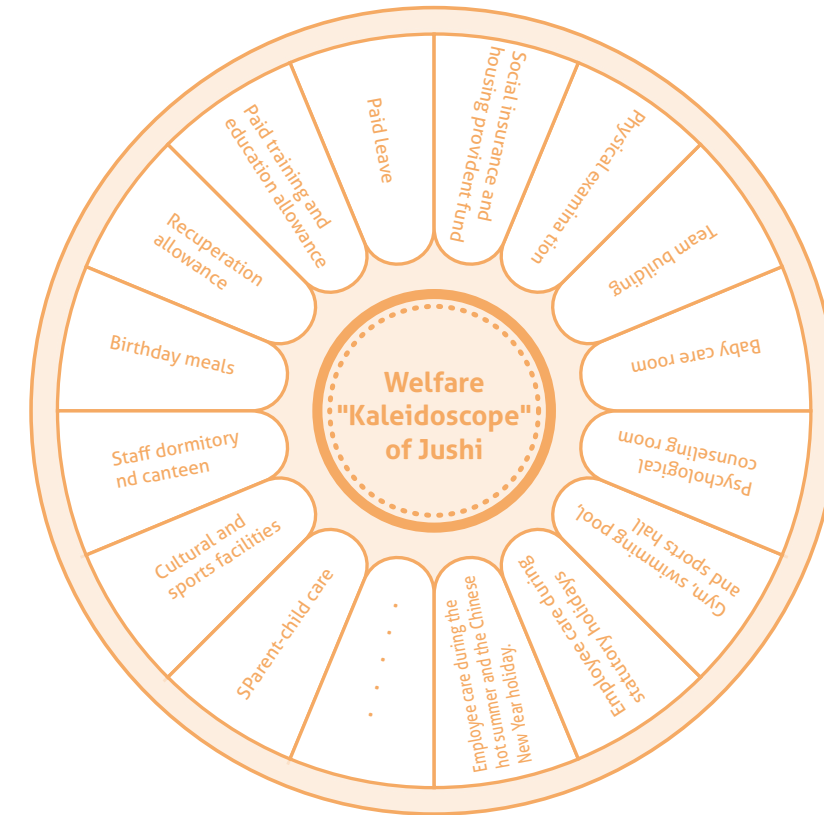 Welfare
"Kaleidoscope"
of Jushi
Social insurance and
housing provident fund
Physical examina tion
Team building
Baby care room
Psychological
counseling room
Gym, swimming pool,
and sports hall
Employee care during
statutory holidays
Employee care during the
hot summer and the Chinese
New Year holiday.
. . . . .
SParent-child care
Cultural and
sports facilities
Staff dormitory
nd canteen
Birthday meals
Recuperation
allowance
Paid training and
education allowance
Paid leave